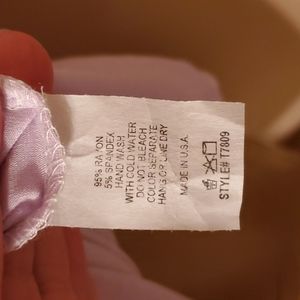 95% RAYON
5% SPANDEX
HAND WASH
WITH COLD WATER
DO NOT BLEACH
COLOR SEPARATE
HANG OR LINE DRY
MADE IN U.S.A.
STYLE# T7809